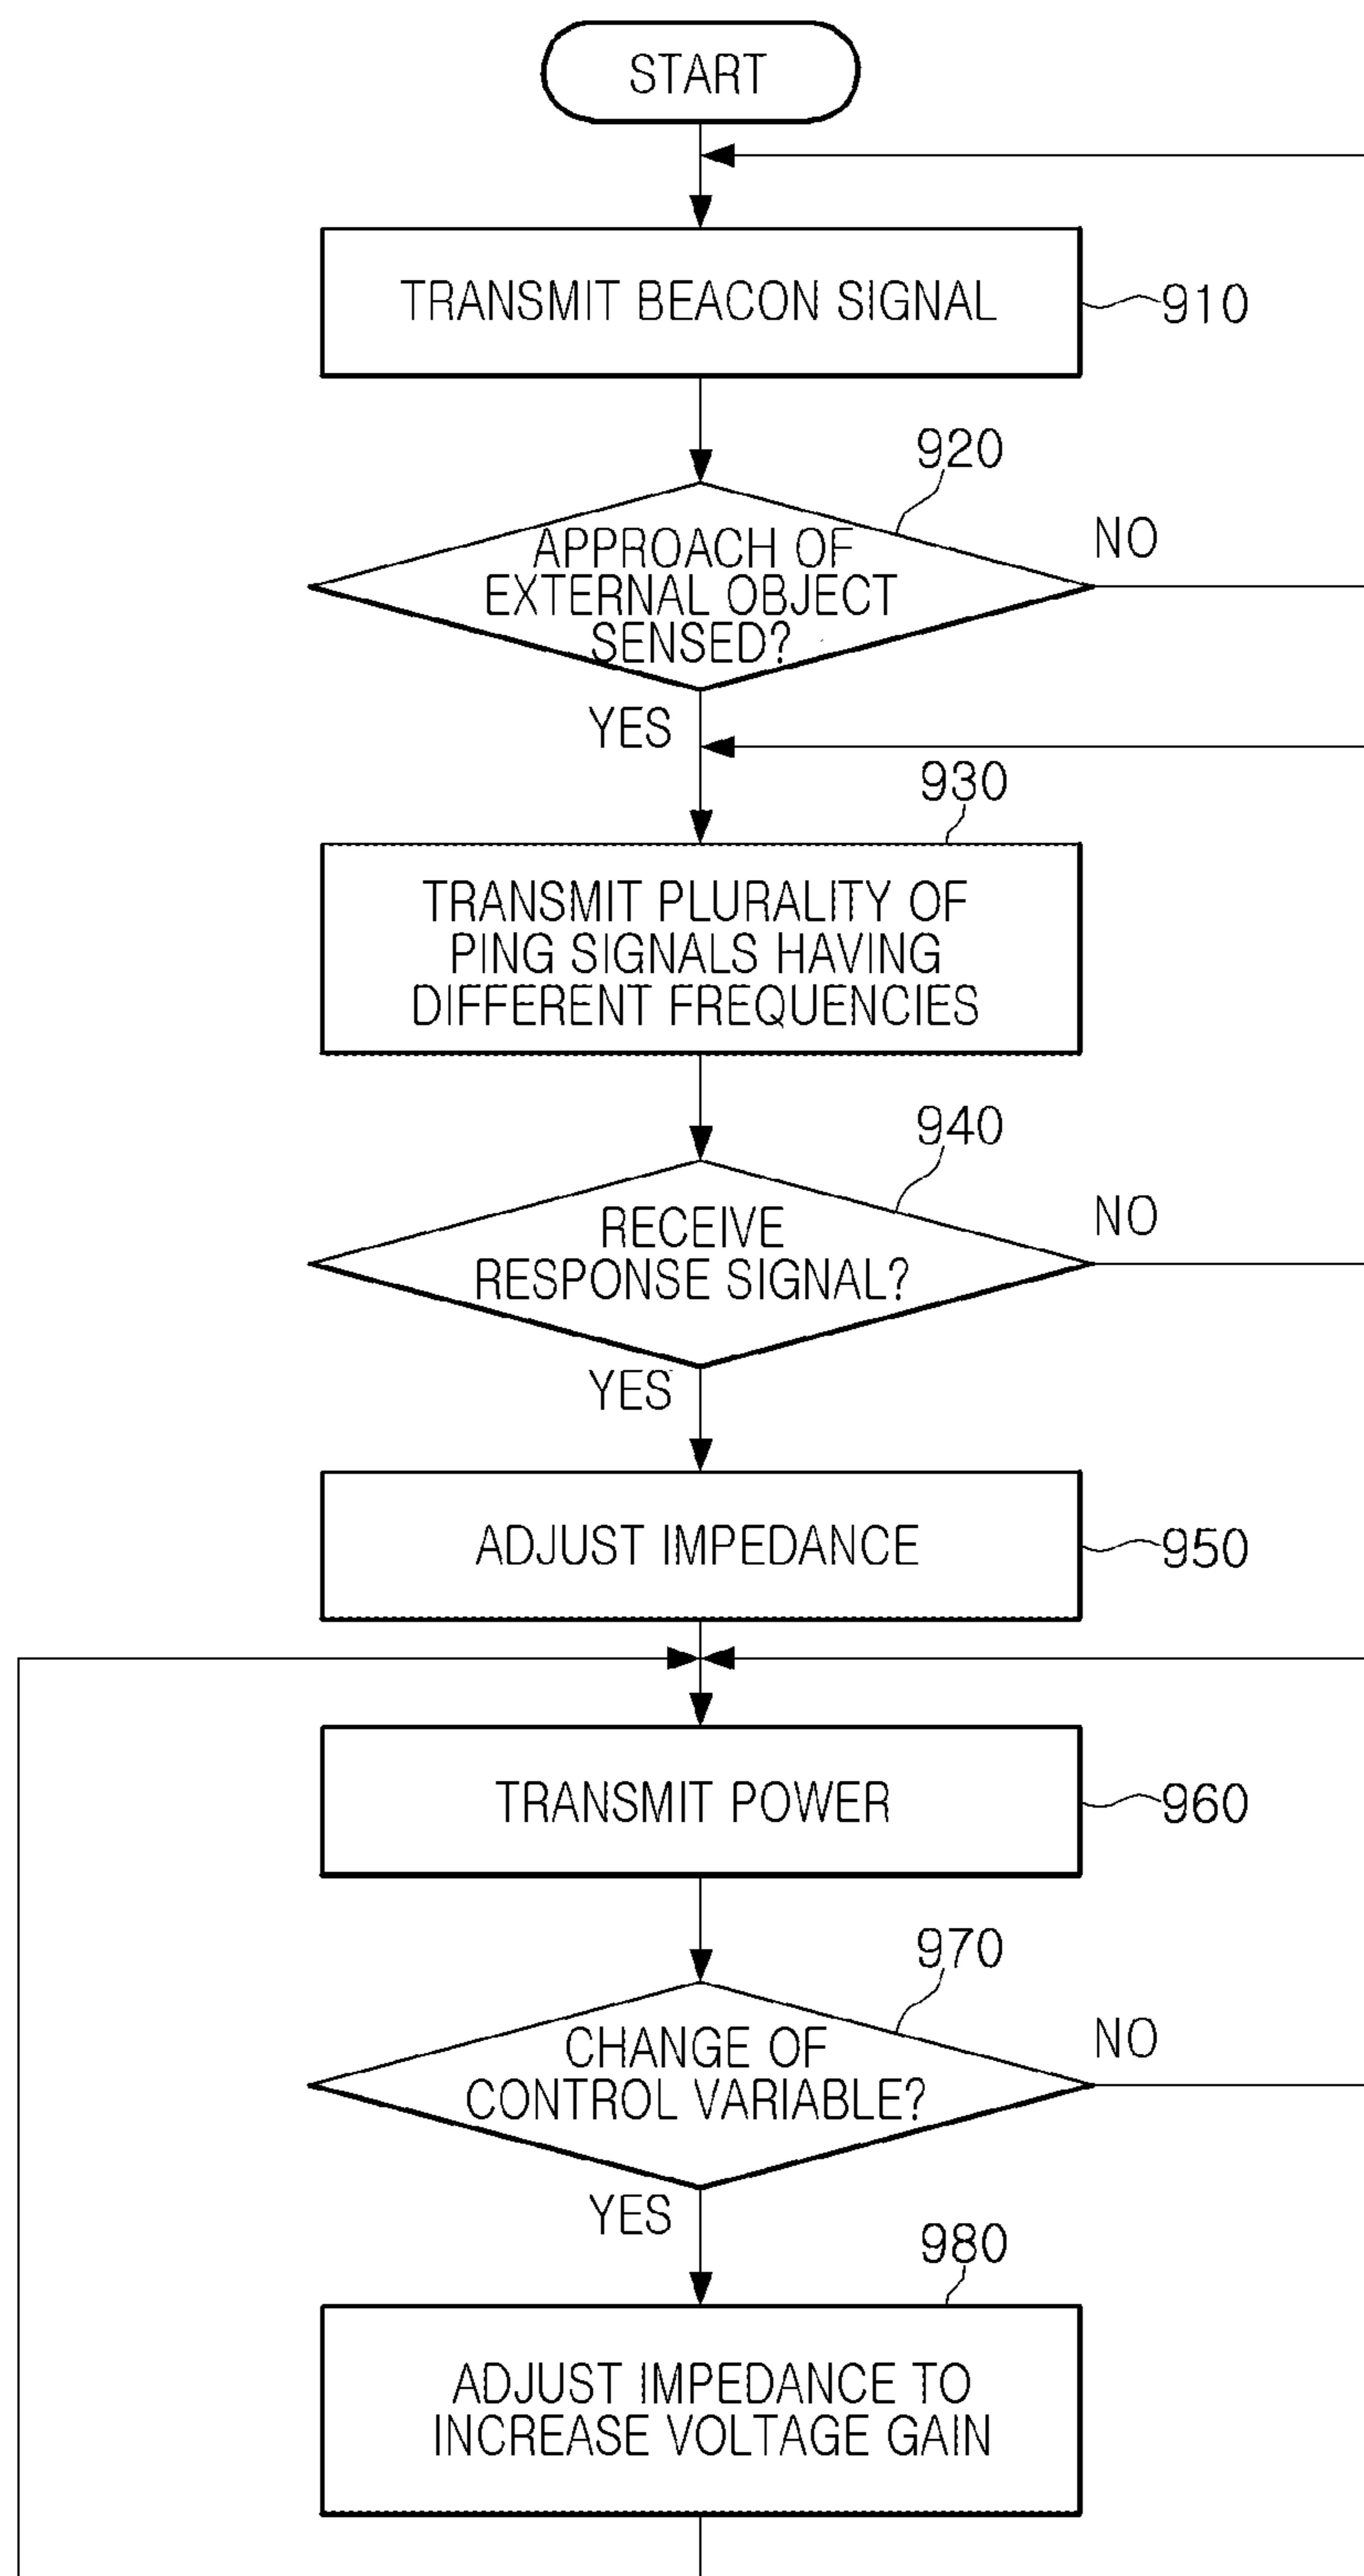 START
TRANSMIT BEACON SIGNAL
910
920
APPROACH OF
EXTERNAL OBJECT
SENSED?
NO
YES
930
TRANSMIT PLURALITY OF
PING SIGNALS HAVING
DIFFERENT FREQUENCIES
940
RECEIVE
RESPONSE SIGNAL?
NO
YES
ADJUST IMPEDANCE
950
TRANSMIT POWER
960
970
CHANGE OF
CONTROL VARIABLE?
NO
YES
980
ADJUST IMPEDANCE TO
INCREASE VOLTAGE GAIN